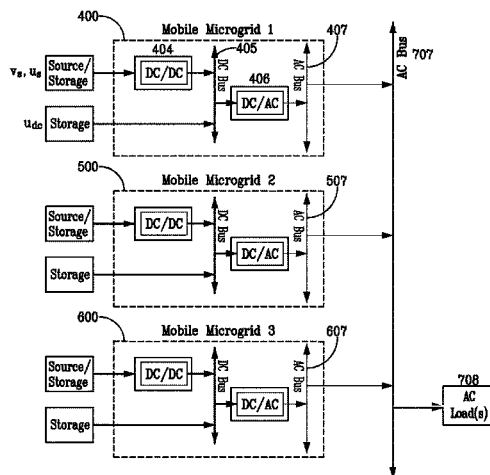 400
Mobile Microgrid 1
404
405
407
AC Bus
707
vs, us
Source/
Storage
DC/DC
DC Bus
406
AC Bus
DC/AC
udc
Storage
500
Mobile Microgrid 2
507
Source/
Storage
DC/DC
DC Bus
AC Bus
DC/AC
Storage
600
Mobile Microgrid 3
607
Source/
Storage
DC/DC
DC Bus
AC Bus
DC/AC
Storage
708
AC
Load(s)